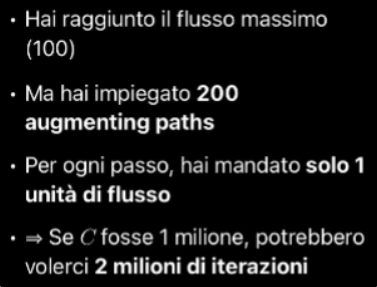 • Hai raggiunto il flusso massimo
(100)
• Ma hai impiegato 200
augmenting paths
• Per ogni passo, hai mandato solo 1
unità di flusso
• ⇒ Se C fosse 1 milione, potrebbero
volerci 2 milioni di iterazioni